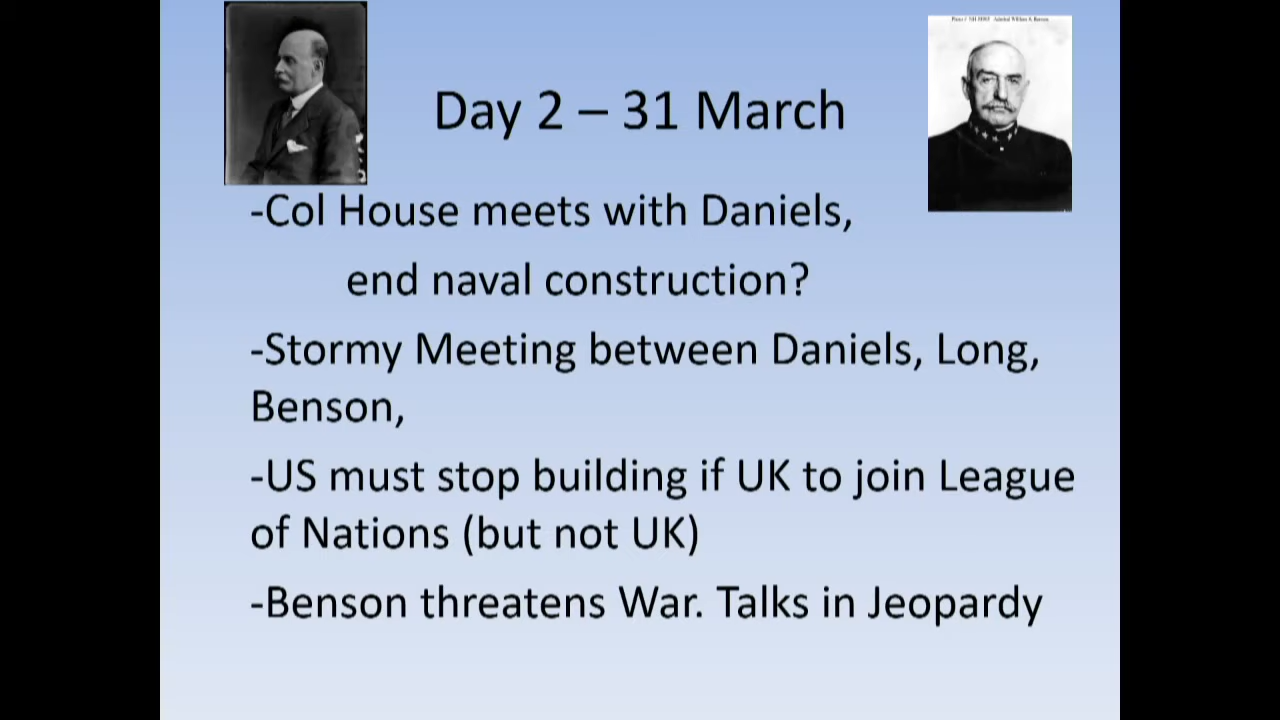 Day 2 – 31 March
-Col House meets with Daniels,
end naval construction?
-Stormy Meeting between Daniels, Long,
Benson,
-US must stop building if UK to join League
of Nations (but not UK)
-Benson threatens War. Talks in Jeopardy